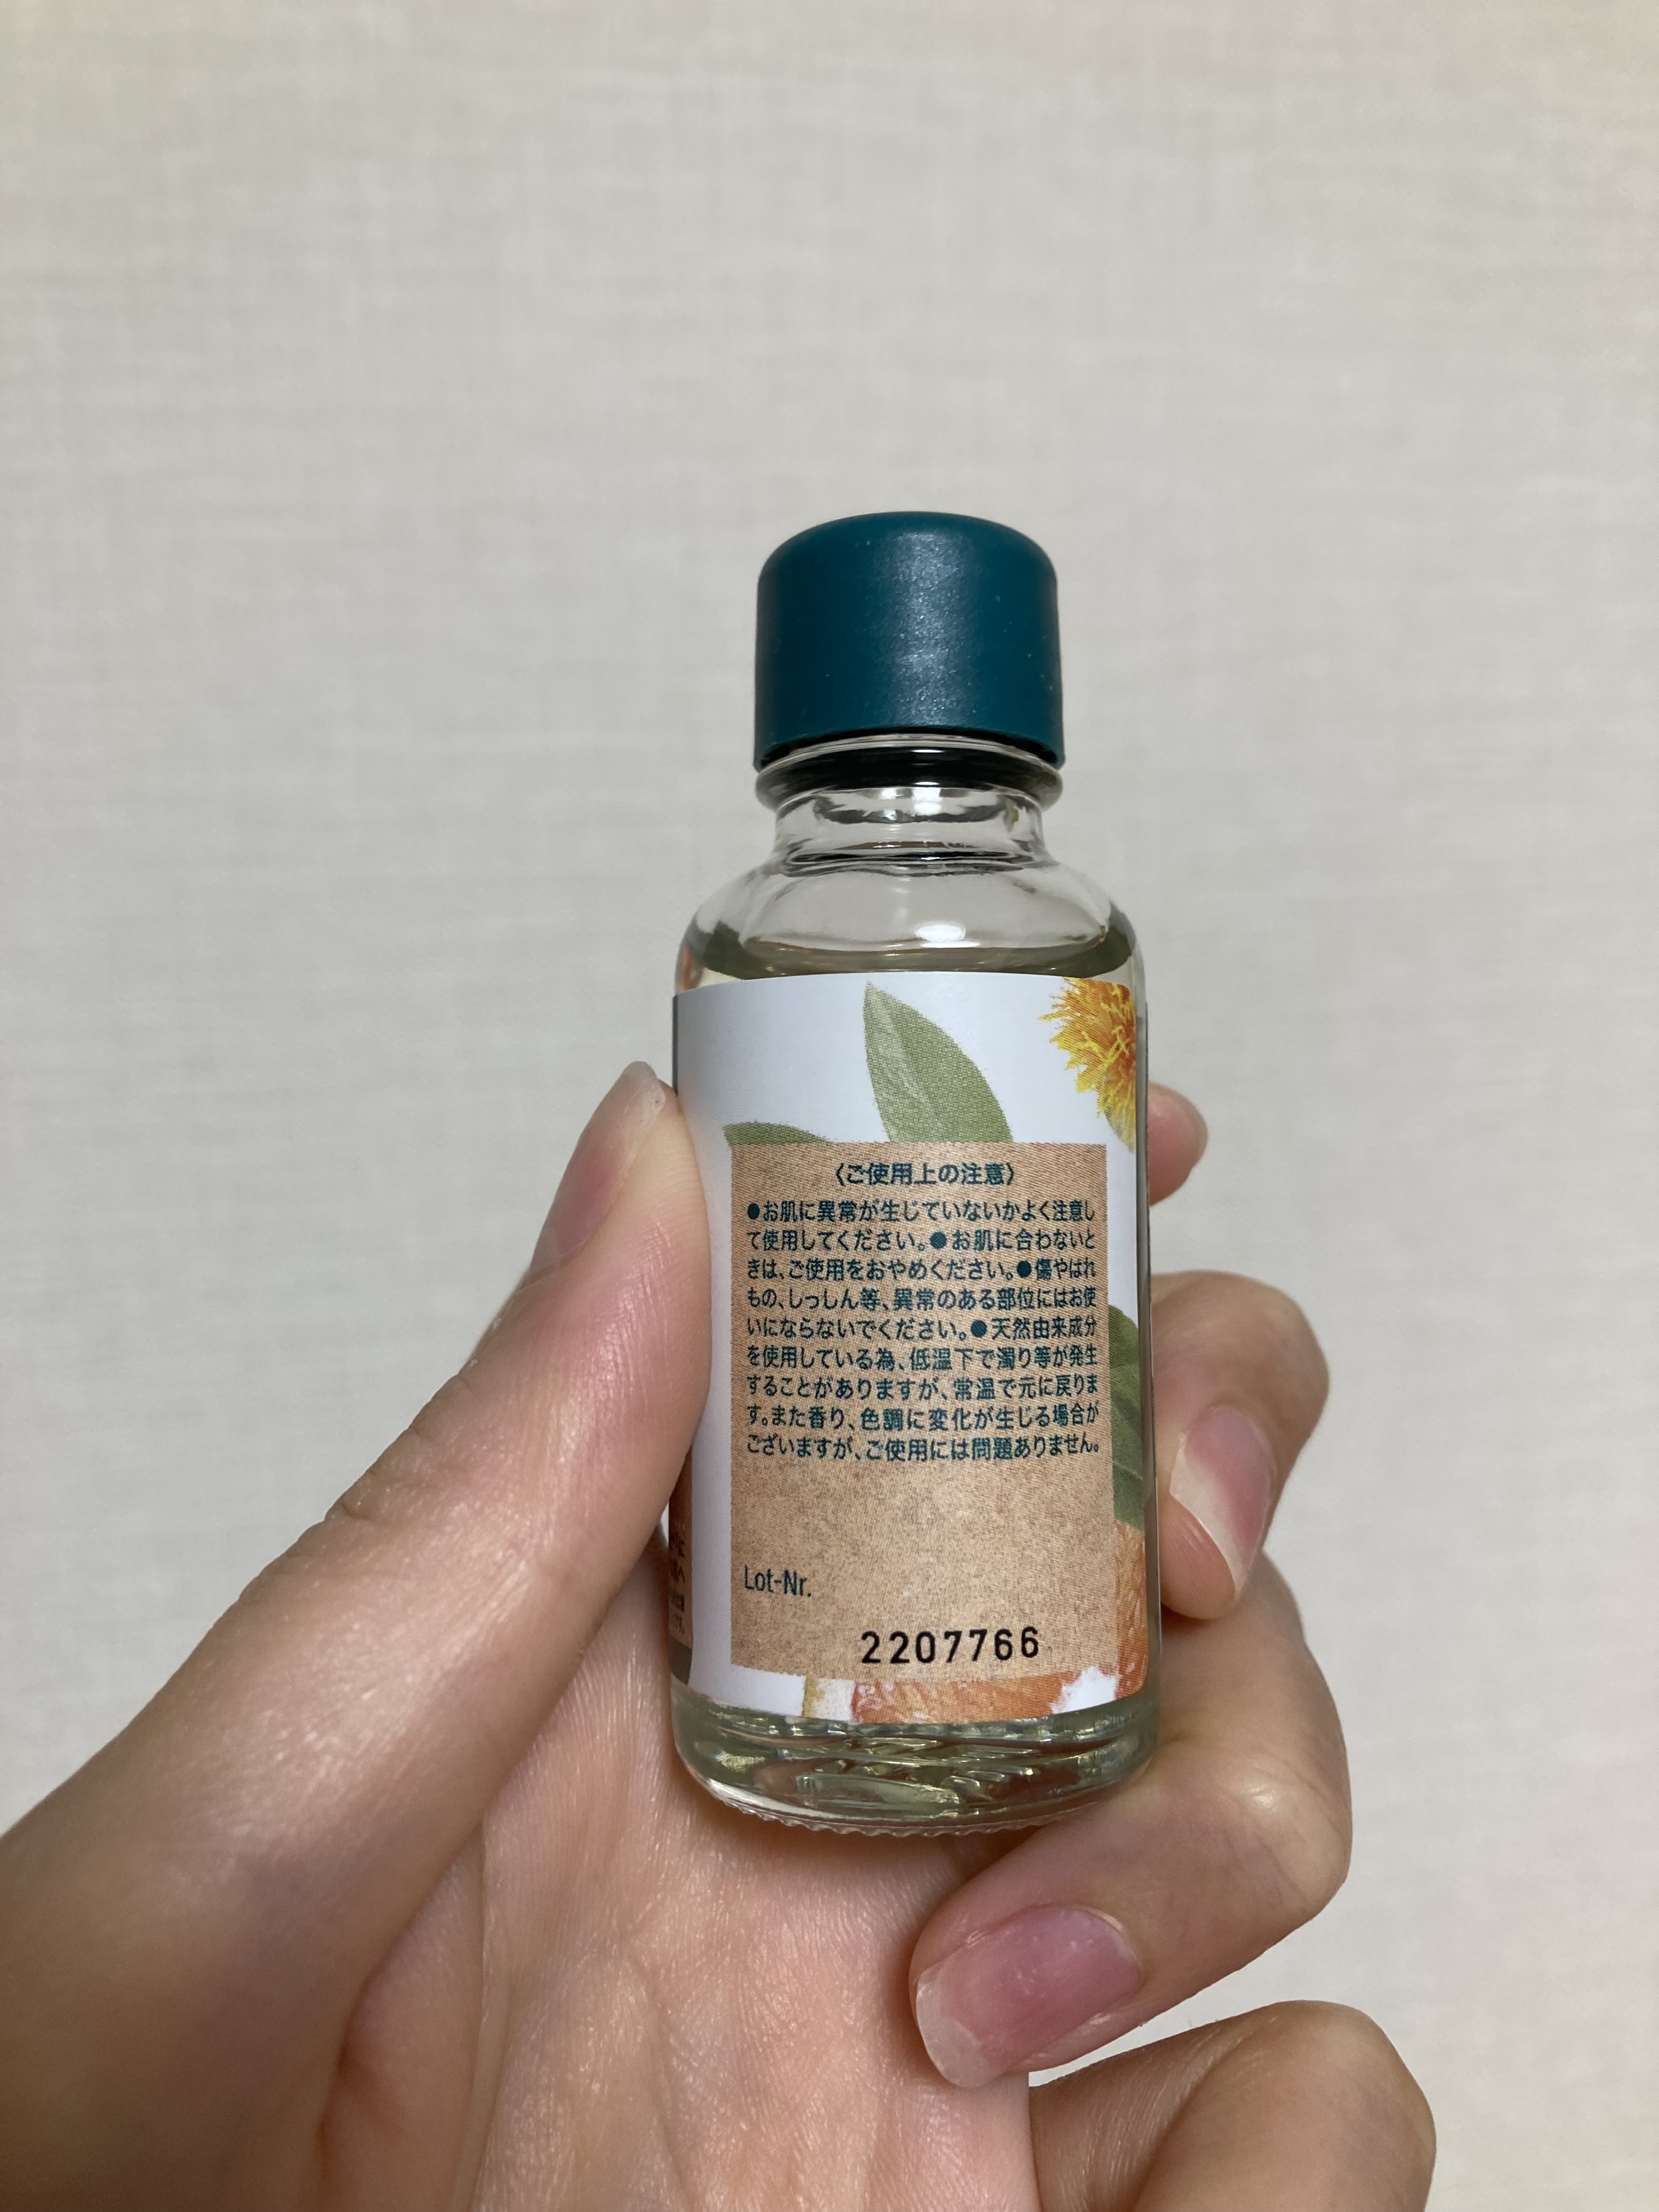 〈ご使用上の注意〉
●お肌に異常が生じていないかよく注意し
て使用してください。●お肌に合わないと
きは、ご使用をおやめください。●傷やはれ
もの、しっしん等、異常のある部位にはお使
いにならないでください。●天然由来成分
を使用している為、低温下で濁り等が発生
することがありますが、常温で元に戻りま
す。また香り、色調に変化が生じる場合が
ございますが、ご使用には問題ありません。
Lot-Nr.
2207766